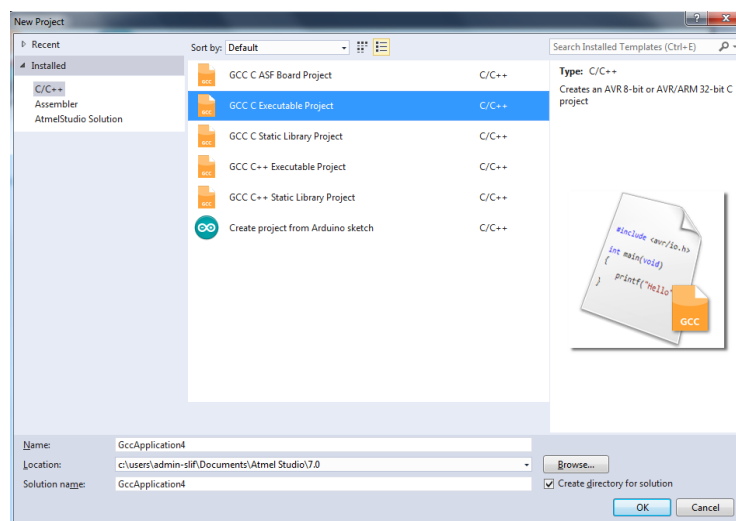 New Project
Recent
Installed
C/C++
Assembler
AtmelStudio Solution
Sort by: Default
GCC C ASF Board Project C/C++
GCC C Executable Project C/C++
GCC C Static Library Project C/C++
GCC C++ Executable Project C/C++
GCC C++ Static Library Project C/C++
Create project from Arduino sketch C/C++
Search Installed Templates (Ctrl+E)
Type: C/C++
Creates an AVR 8-bit or AVR/ARM 32-bit C
project
#include <avr/io.h>
int main(void)
{
printf("Hello"
}
GCC
Name: GccApplication4
Location: c:\users\admin-slif\Documents\Atmel Studio\7.0
Browse...
Solution name: GccApplication4
Create directory for solution
OK Cancel